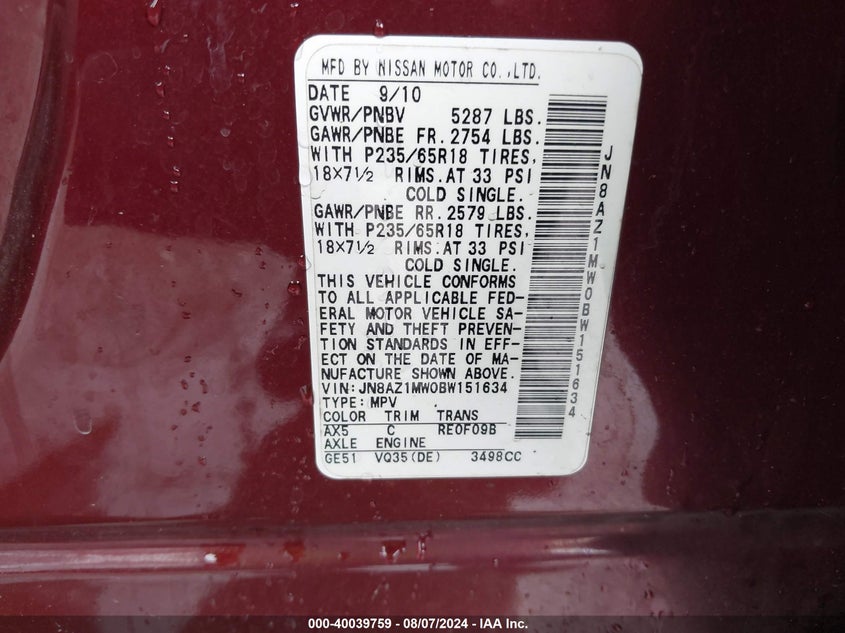 MFD BY NISSAN MOTOR CO.,LTD.
DATE 9/10
GVWR/PNBV 5287 LBS.
GAWR/PNBE FR. 2754 LBS.
WITH P235/65R18 TIRES,
18×7½ RIMS.AT 33 PSI
COLD SINGLE.
GAWR/PNBE RR. 2579 LBS.
WITH P235/65R18 TIRES,
18×7½ RIMS.AT 33 PSI
COLD SINGLE.
THIS VEHICLE CONFORMS
TO ALL APPLICABLE FED-
ERAL MOTOR VEHICLE SA-
FETY AND THEFT PREVEN-
TION STANDARDS IN EFF-
ECT ON THE DATE OF MA-
NUFACTURE SHOWN ABOVE.
VIN:JN8AZ1MW0BW151634
TYPE:MPV
COLOR TRIM TRANS
AX5 C RE0F09B
AXLE ENGINE
GE51 VQ35(DE) 3498CC
JN8AZ1MW0BW151634
000-40039759 - 08/07/2024 - IAA Inc.